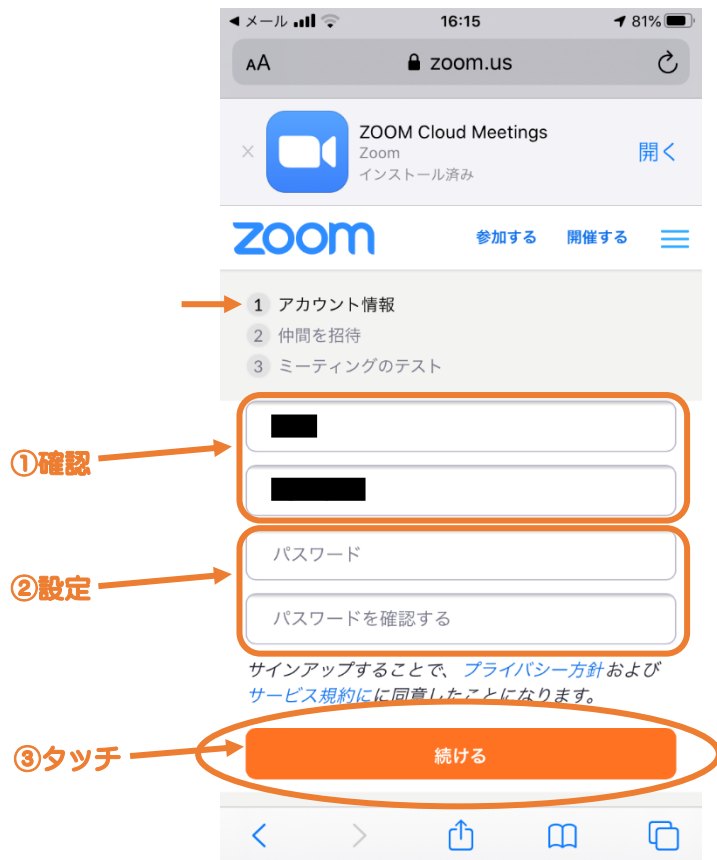 メール 16:15 81%
AA zoom.us
ZOOM Cloud Meetings
Zoom
インストール済み
開く
zoom 参加する 開催する
1 アカウント情報
2 仲間を招待
3 ミーティングのテスト
①確認
②設定
パスワード
パスワードを確認する
サインアップすることで、 プライバシー方針および
サービス規約にに同意したことになります。
③タッチ
続ける